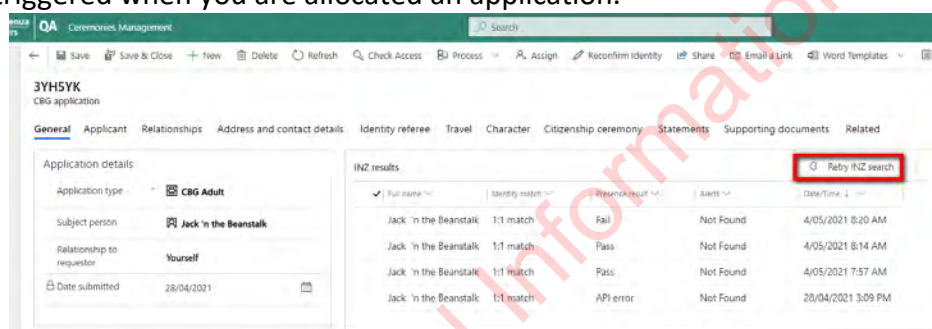 iggered when you are allocated an application.
QA Ceremonies Management Search
Save Save & Close New Delete Refresh Check Access Process Assign Reconfirm Identity Share Email a Link Word Templates
3YH5YK
CBG application
General Applicant Relationships Address and contact details Identity referee Travel Character Citizenship ceremony Statements Supporting documents Related
Application details
Application type * CBG Adult
Subject person Jack 'n the Beanstalk
Relationship to requestor Yourself
Date submitted 28/04/2021
INZ results Retry INZ search
Full name Identity match Presence result Alerts Date/Time ↓
Jack 'n the Beanstalk 1:1 match Fail Not Found 4/05/2021 8:20 AM
Jack 'n the Beanstalk 1:1 match Pass Not Found 4/05/2021 8:14 AM
Jack 'n the Beanstalk 1:1 match Pass Not Found 4/05/2021 7:57 AM
Jack 'n the Beanstalk 1:1 match API error Not Found 28/04/2021 3:09 PM
Information